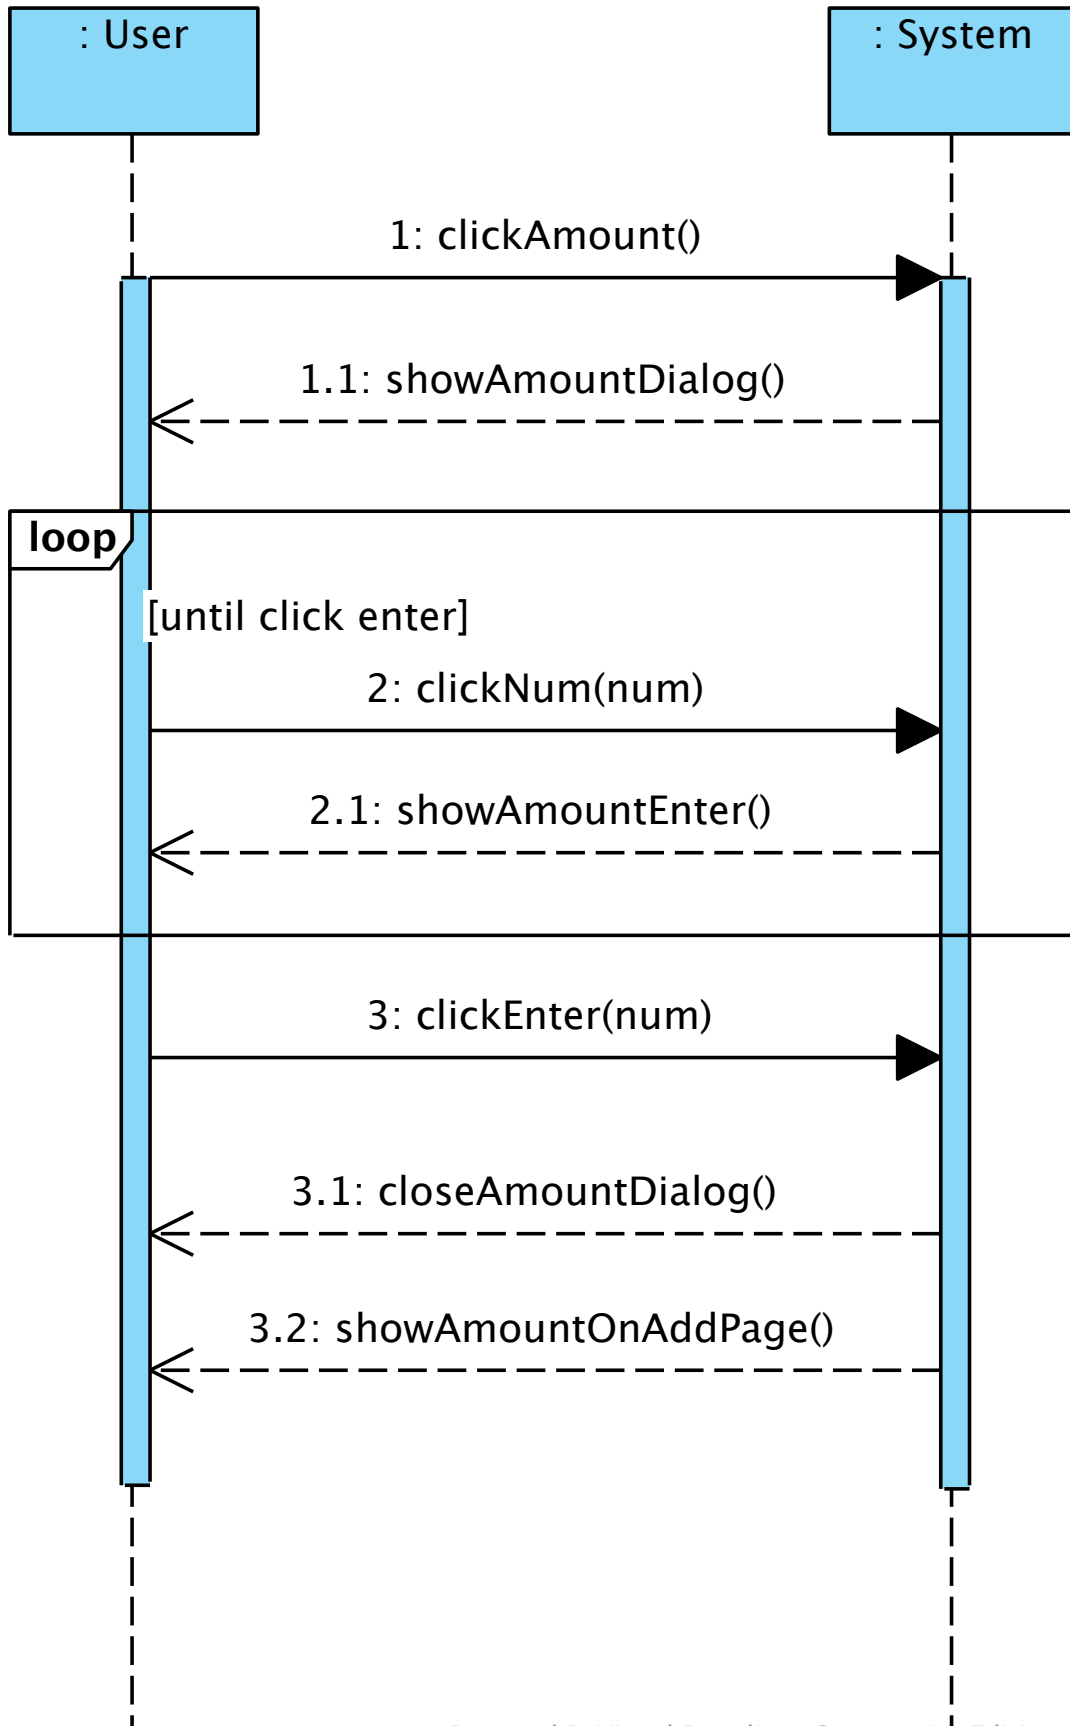 : User
: System
1: clickAmount()
1.1: showAmountDialog()
loop
[until click enter]
2: clickNum(num)
2.1: showAmountEnter()
3: clickEnter(num)
3.1: closeAmountDialog()
3.2: showAmountOnAddPage()